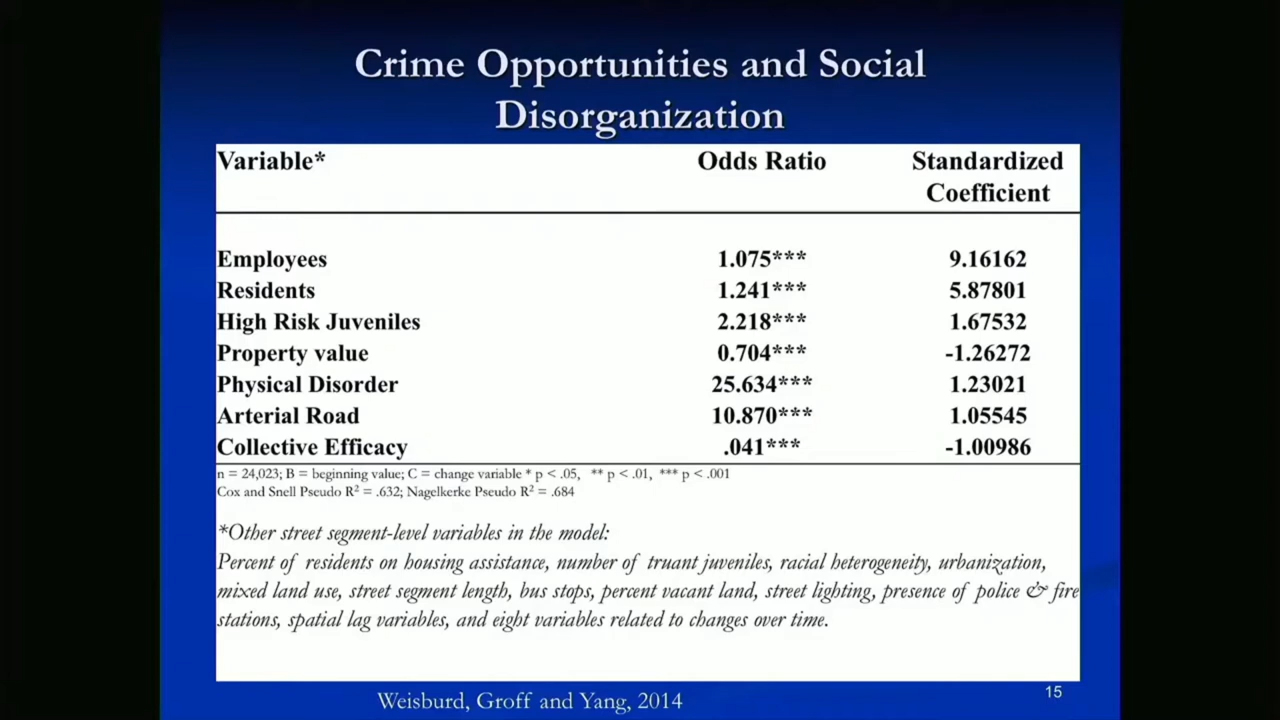 Crime Opportunities and Social
Disorganization
Variable* Odds Ratio Standardized
Coefficient
Employees 1.075*** 9.16162
Residents 1.241*** 5.87801
High Risk Juveniles 2.218*** 1.67532
Property value 0.704*** -1.26272
Physical Disorder 25.634*** 1.23021
Arterial Road 10.870*** 1.05545
Collective Efficacy .041*** -1.00986
n = 24,023; B = beginning value; C = change variable * p < .05, ** p < .01, *** p < .001
Cox and Snell Pseudo R² = .632; Nagelkerke Pseudo R² = .684
*Other street segment-level variables in the model:
Percent of residents on housing assistance, number of truant juveniles, racial heterogeneity, urbanization,
mixed land use, street segment length, bus stops, percent vacant land, street lighting, presence of police & fire
stations, spatial lag variables, and eight variables related to changes over time.
Weisburd, Groff and Yang, 2014
15